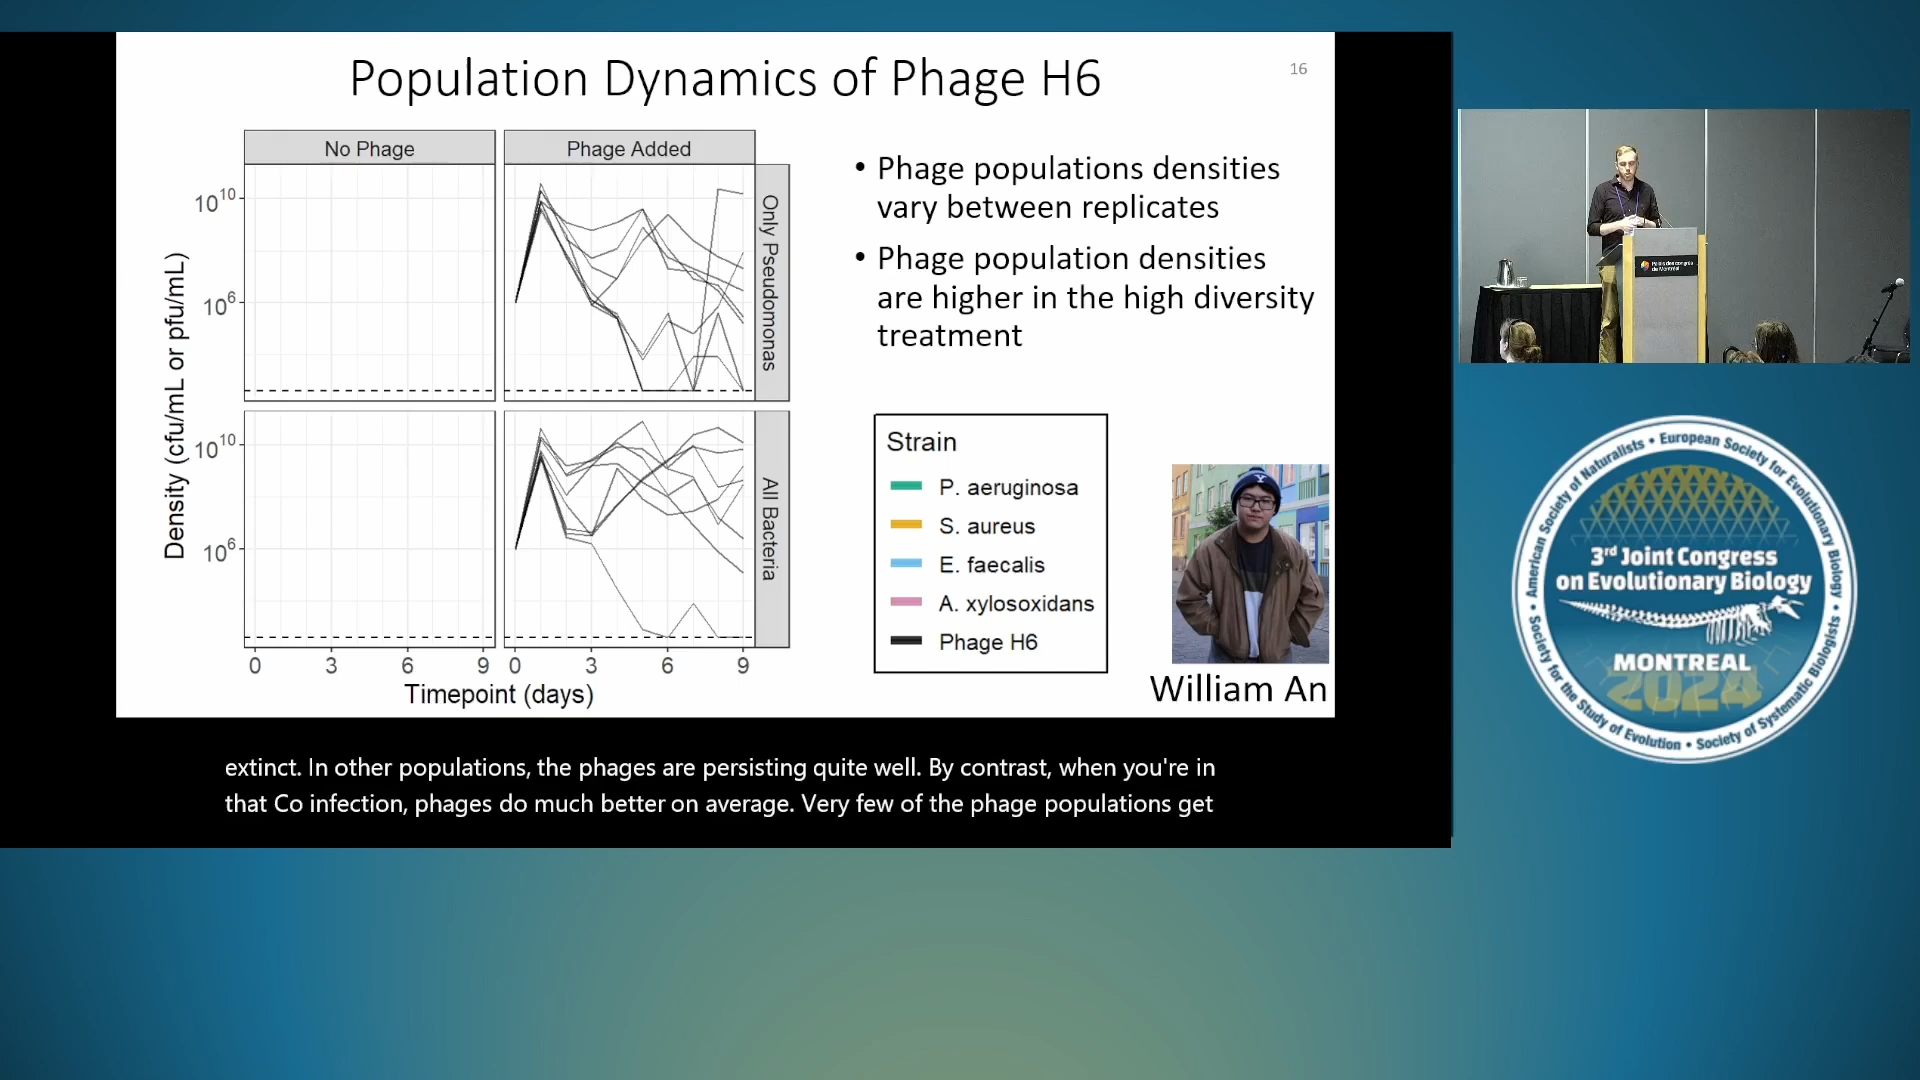 Population Dynamics of Phage H6
16
No Phage
Phage Added
Only Pseudomonas
All Bacteria
Density (cfu/mL or pfu/mL)
10^10
10^6
10^10
10^6
0 3 6 9 0 3 6 9
Timepoint (days)
• Phage populations densities
vary between replicates
• Phage population densities
are higher in the high diversity
treatment
Strain
P. aeruginosa
S. aureus
E. faecalis
A. xylosoxidans
Phage H6
William An
extinct. In other populations, the phages are persisting quite well. By contrast, when you're in
that Co infection, phages do much better on average. Very few of the phage populations get
Palais des congrès
de Montréal
American Society of Naturalists • European Society for Evolutionary Biology •
Society for the Study of Evolution • Society of Systematic Biologists •
3rd Joint Congress
on Evolutionary Biology
MONTREAL
2024